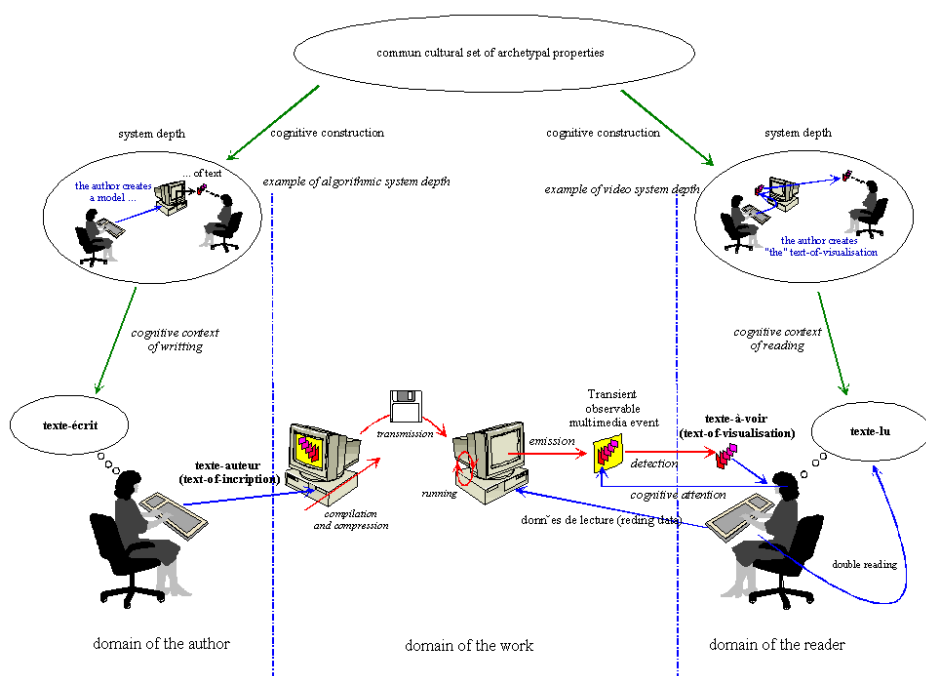 commun cultural set of archetypal properties
system depth
cognitive construction
cognitive construction
system depth
... of text
the author creates
a model ...
example of algorithmic system depth
example of video system depth
the author creates
"the" text-of-visualisation
cognitive context
of writting
cognitive context
of reading
texte-écrit
transmission
Transient
observable
multimedia event
texte-à-voir
(text-of-visualisation)
texte-lu
texte-auteur
(text-of-incription)
emission
detection
running
cognitive attention
compilation
and compression
donn˘es de lecture (reding data)
double reading
domain of the author
domain of the work
domain of the reader